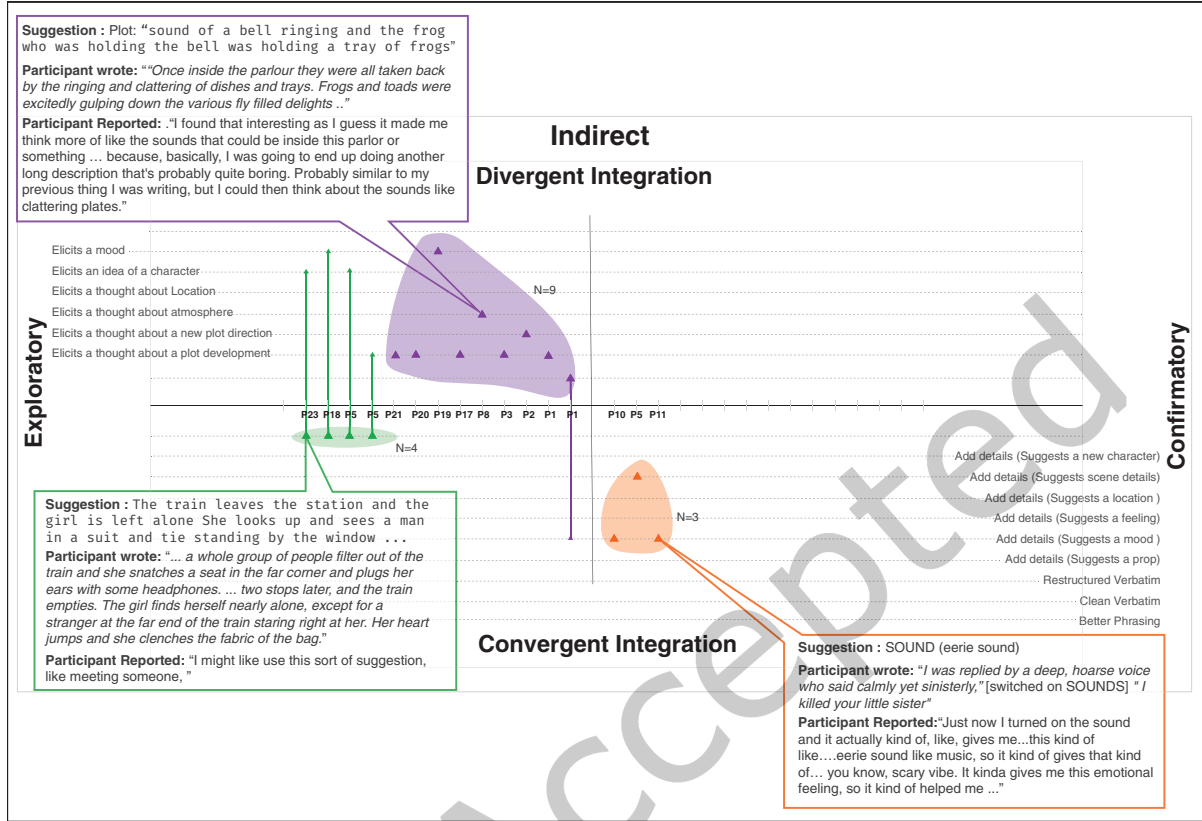 Suggestion : Plot: “sound of a bell ringing and the frog
who was holding the bell was holding a tray of frogs”
Participant wrote: “"Once inside the parlour they were all taken back
by the ringing and clattering of dishes and trays. Frogs and toads were
excitedly gulping down the various fly filled delights ..”
Participant Reported: .“I found that interesting as I guess it made me
think more of like the sounds that could be inside this parlor or
something … because, basically, I was going to end up doing another
long description that's probably quite boring. Probably similar to my
previous thing I was writing, but I could then think about the sounds like
clattering plates.”
Indirect
Divergent Integration
Elicits a mood
Elicits an idea of a character
Elicits a thought about Location
Elicits a thought about atmosphere
Elicits a thought about a new plot direction
Elicits a thought about a plot development
N=9
Exploratory
Confirmatory
P23 P18 P5 P5 P21 P20 P19 P17 P8 P3 P2 P1 P1 P10 P5 P11
N=4
N=3
Add details (Suggests a new character)
Add details (Suggests scene details)
Add details (Suggests a location )
Add details (Suggests a feeling)
Add details (Suggests a mood )
Add details (Suggests a prop)
Restructured Verbatim
Clean Verbatim
Better Phrasing
Suggestion : The train leaves the station and the
girl is left alone She looks up and sees a man
in a suit and tie standing by the window ...
Participant wrote: “... a whole group of people filter out of the
train and she snatches a seat in the far corner and plugs her
ears with some headphones. ... two stops later, and the train
empties. The girl finds herself nearly alone, except for a
stranger at the far end of the train staring right at her. Her heart
jumps and she clenches the fabric of the bag.”
Participant Reported: “I might like use this sort of suggestion,
like meeting someone, ”
Convergent Integration
Suggestion : SOUND (eerie sound)
Participant wrote: “I was replied by a deep, hoarse voice
who said calmly yet sinisterly,” [switched on SOUNDS] " I
killed your little sister"
Participant Reported:“Just now I turned on the sound
and it actually kind of, like, gives me...this kind of
like….eerie sound like music, so it kind of gives that kind
of… you know, scary vibe. It kinda gives me this emotional
feeling, so it kind of helped me ...”
Accepted